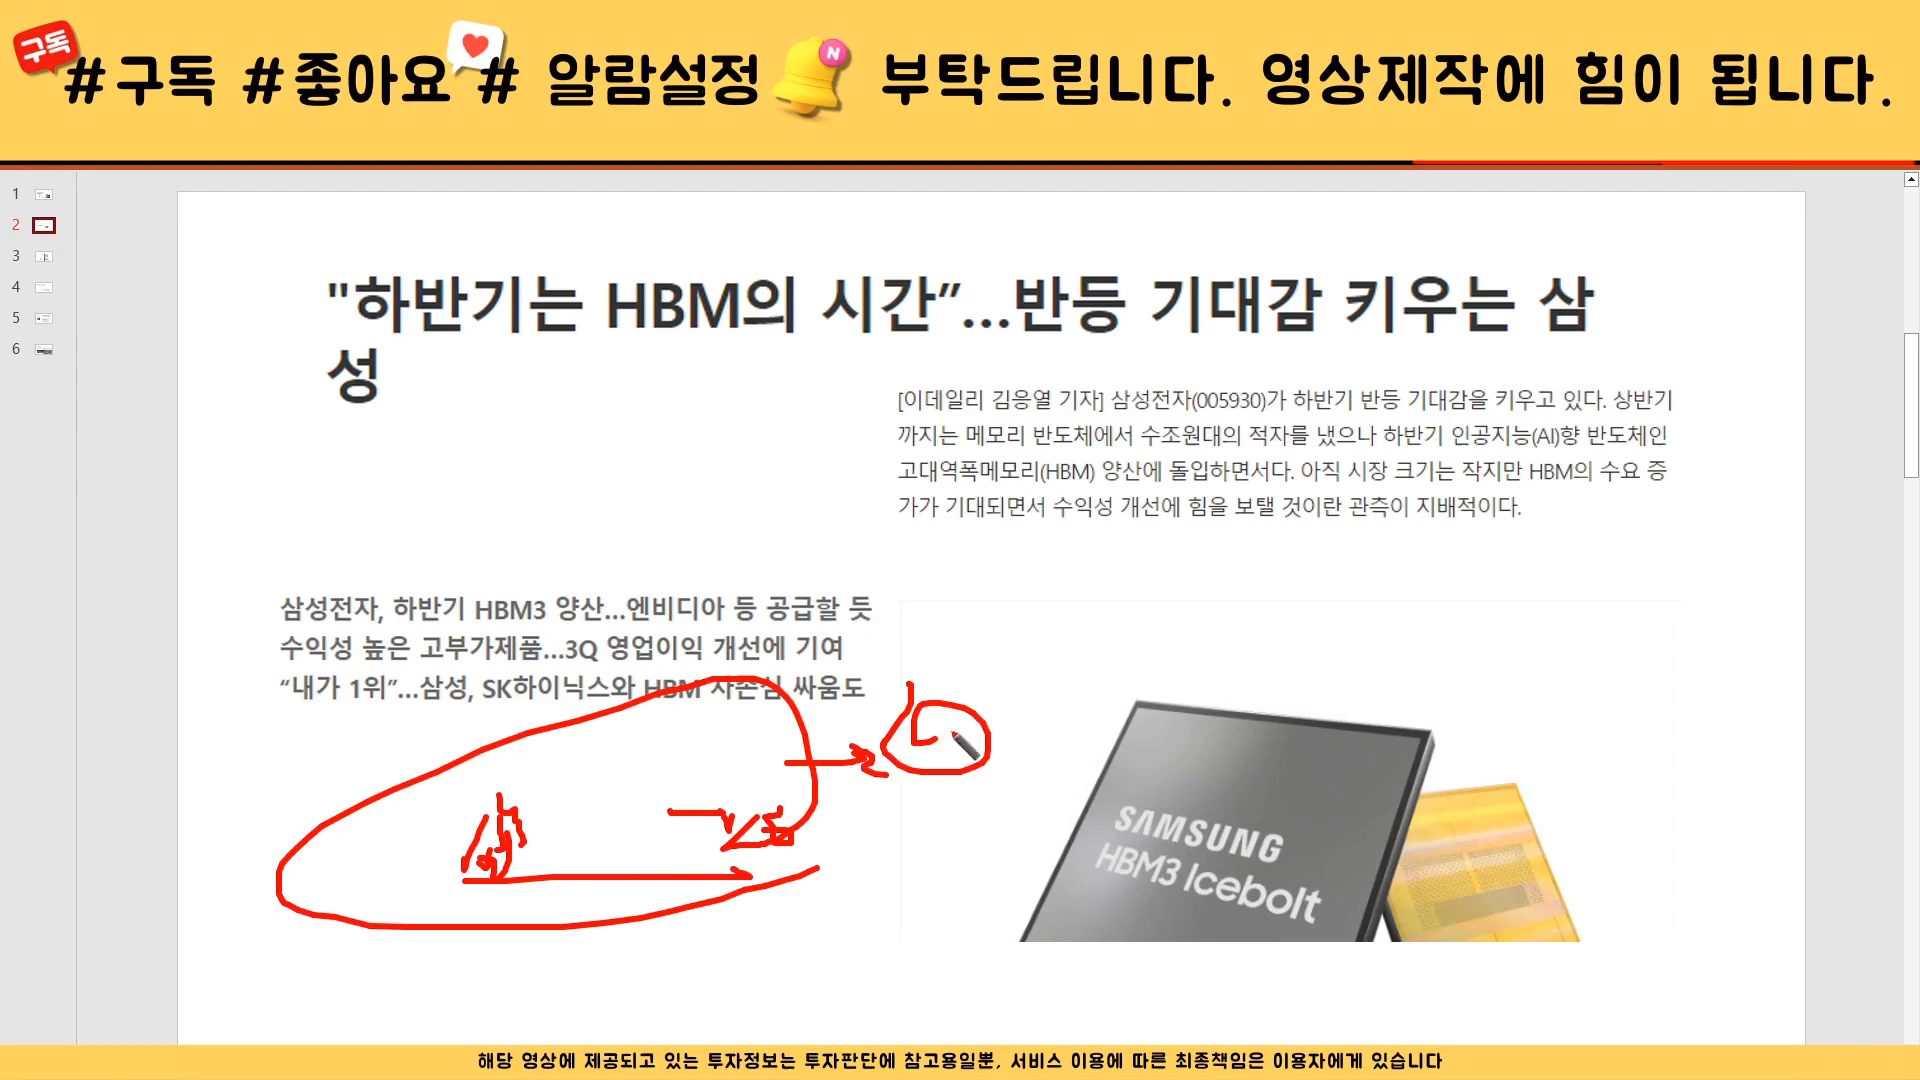 구독
#구독 #좋아요 # 알람설정 N 부탁드립니다. 영상제작에 힘이 됩니다.
1
2
3
4
5
6
"하반기는 HBM의 시간”…반등 기대감 키우는 삼
성
[이데일리 김응열 기자] 삼성전자(005930)가 하반기 반등 기대감을 키우고 있다. 상반기
까지는 메모리 반도체에서 수조원대의 적자를 냈으나 하반기 인공지능(AI)향 반도체인
고대역폭메모리(HBM) 양산에 돌입하면서다. 아직 시장 크기는 작지만 HBM의 수요 증
가가 기대되면서 수익성 개선에 힘을 보탤 것이란 관측이 지배적이다.
삼성전자, 하반기 HBM3 양산…엔비디아 등 공급할 듯
수익성 높은 고부가제품…3Q 영업이익 개선에 기여
“내가 1위”…삼성, SK하이닉스와 HBM 자존심 싸움도
SAMSUNG
HBM3 Icebolt
해당 영상에 제공되고 있는 투자정보는 투자판단에 참고용일뿐, 서비스 이용에 따른 최종책임은 이용자에게 있습니다